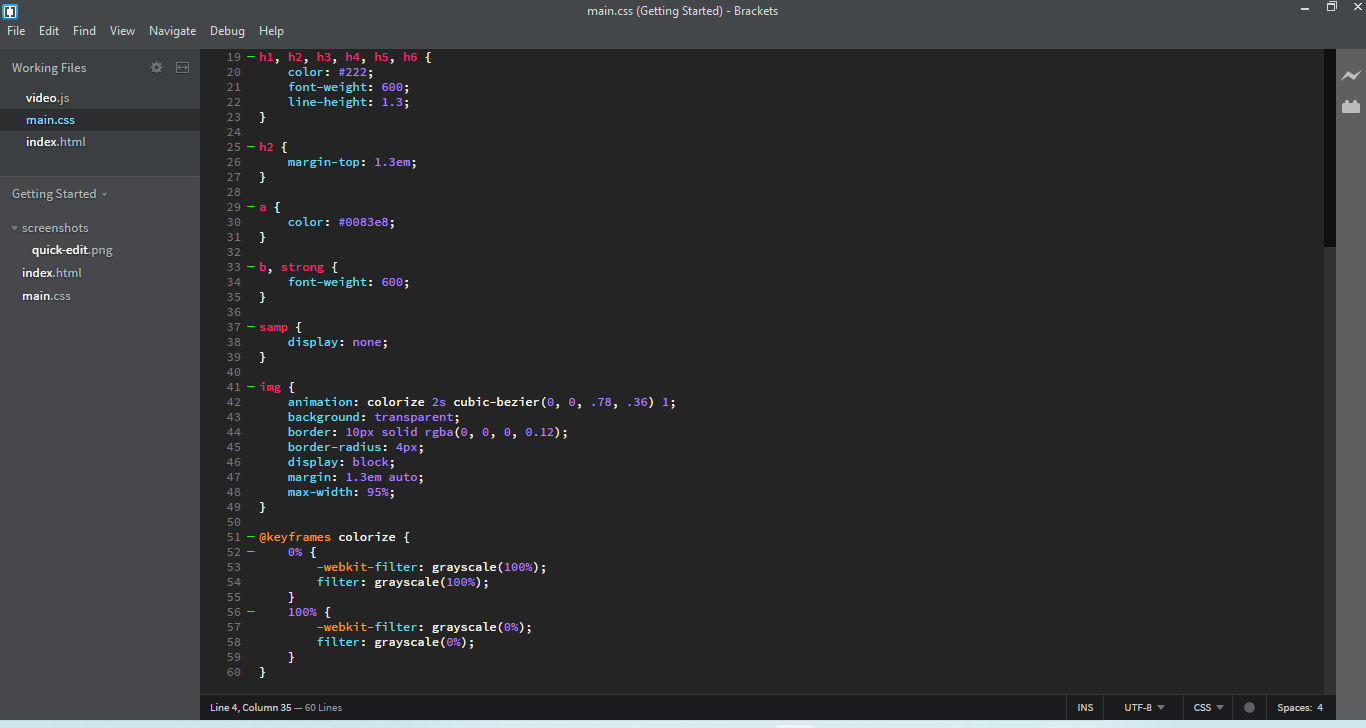 main.css (Getting Started) - Brackets
File Edit Find View Navigate Debug Help
Working Files
video.js
main.css
index.html
Getting Started
screenshots
quick-edit.png
index.html
main.css
19 h1, h2, h3, h4, h5, h6 {
20 color: #222;
21 font-weight: 600;
22 line-height: 1.3;
23 }
24
25 h2 {
26 margin-top: 1.3em;
27 }
28
29 a {
30 color: #0083e8;
31 }
32
33 b, strong {
34 font-weight: 600;
35 }
36
37 samp {
38 display: none;
39 }
40
41 img {
42 animation: colorize 2s cubic-bezier(0, 0, .78, .36) 1;
43 background: transparent;
44 border: 10px solid rgba(0, 0, 0, 0.12);
45 border-radius: 4px;
46 display: block;
47 margin: 1.3em auto;
48 max-width: 95%;
49 }
50
51 @keyframes colorize {
52 0% {
53 -webkit-filter: grayscale(100%);
54 filter: grayscale(100%);
55 }
56 100% {
57 -webkit-filter: grayscale(0%);
58 filter: grayscale(0%);
59 }
60 }
Line 4, Column 35 — 60 Lines INS UTF-8 CSS Spaces: 4